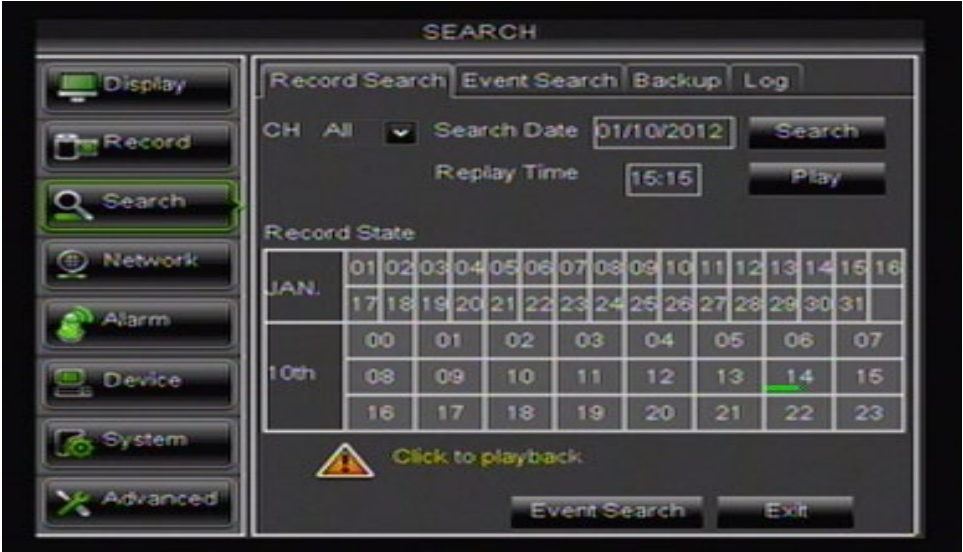 SEARCH
Display
Record
Search
Network
Alarm
Device
System
Advanced
Record Search Event Search Backup Log
CH All Search Date 01/10/2012 Search
Replay Time 15:15 Play
Record State
JAN.
01 02 03 04 05 06 07 08 09 10 11 12 13 14 15 16
17 18 19 20 21 22 23 24 25 26 27 28 29 30 31
10th
00 01 02 03 04 05 06 07
08 09 10 11 12 13 14 15
16 17 18 19 20 21 22 23
Click to playback
Event Search Exit